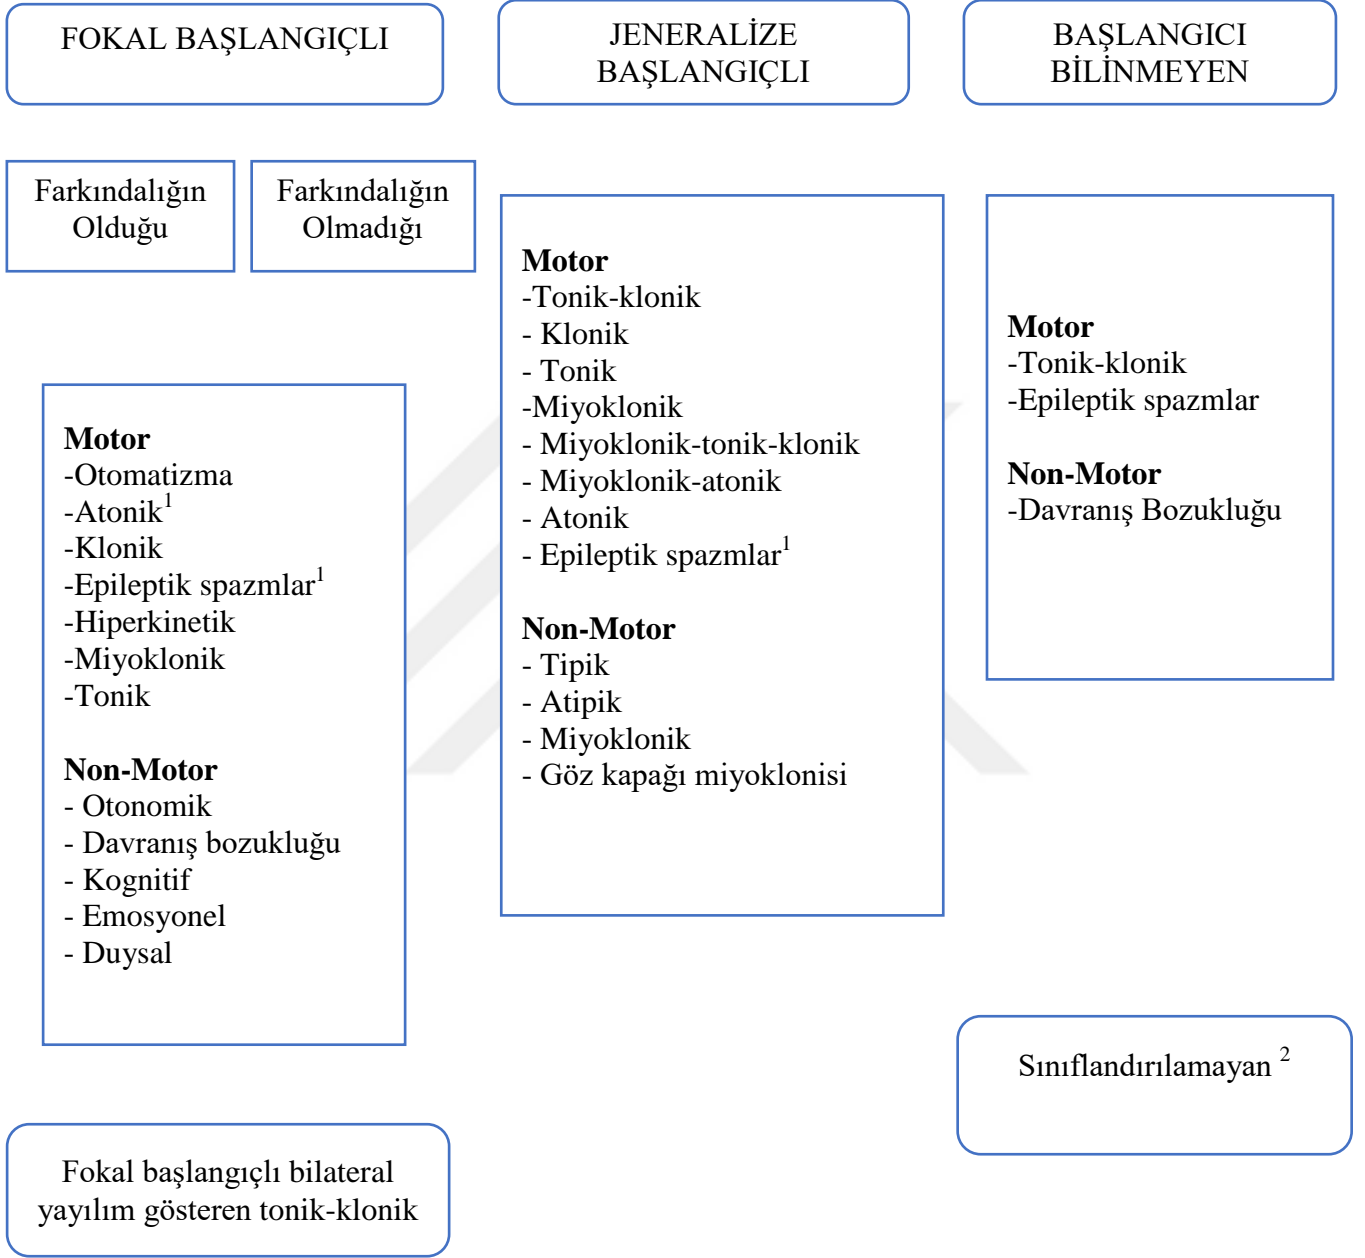 FOKAL BAŞLANGIÇLI
JENERALİZE
BAŞLANGIÇLI
BAŞLANGICI
BİLİNMEYEN
Farkındalığın
Olduğu
Farkındalığın
Olmadığı
Motor
-Otomatizma
-Atonik¹
-Klonik
-Epileptik spazmlar¹
-Hiperkinetik
-Miyoklonik
-Tonik
Non-Motor
- Otonomik
- Davranış bozukluğu
- Kognitif
- Emosyonel
- Duysal
Motor
-Tonik-klonik
- Klonik
- Tonik
-Miyoklonik
- Miyoklonik-tonik-klonik
- Miyoklonik-atonik
- Atonik
- Epileptik spazmlar¹
Non-Motor
- Tipik
- Atipik
- Miyoklonik
- Göz kapağı miyoklonisi
Motor
-Tonik-klonik
-Epileptik spazmlar
Non-Motor
-Davranış Bozukluğu
Sınıflandırılamayan ²
Fokal başlangıçlı bilateral
yayılım gösteren tonik-klonik